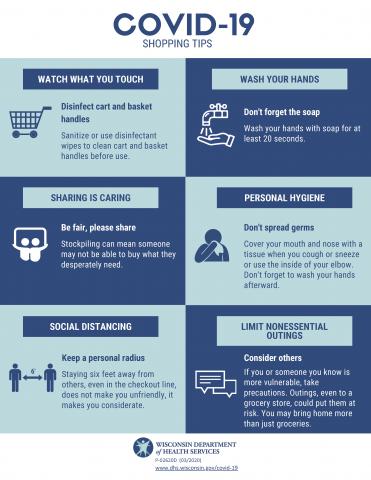 COVID-19
SHOPPING TIPS
WATCH WHAT YOU TOUCH
Disinfect cart and basket
handles
Sanitize or use disinfectant
wipes to clean cart and basket
handles before use.
WASH YOUR HANDS
Don't forget the soap
Wash your hands with soap for at
least 20 seconds.
SHARING IS CARING
Be fair, please share
Stockpiling can mean someone
may not be able to buy what they
desperately need.
PERSONAL HYGIENE
Don't spread germs
Cover your mouth and nose with a
tissue when you cough or sneeze
or use the inside of your elbow.
Don't forget to wash your hands
afterward.
SOCIAL DISTANCING
6'
Keep a personal radius
Staying six feet away from
others, even in the checkout line,
does not make you unfriendly, it
makes you considerate.
LIMIT NONESSENTIAL
OUTINGS
Consider others
If you or someone you know is
more vulnerable, take
precautions. Outings, even to a
grocery store, could put them at
risk. You may bring home more
than just groceries.
WISCONSIN DEPARTMENT
of HEALTH SERVICES
P-02620D (03/2020)
www.dhs.wisconsin.gov/covid-19